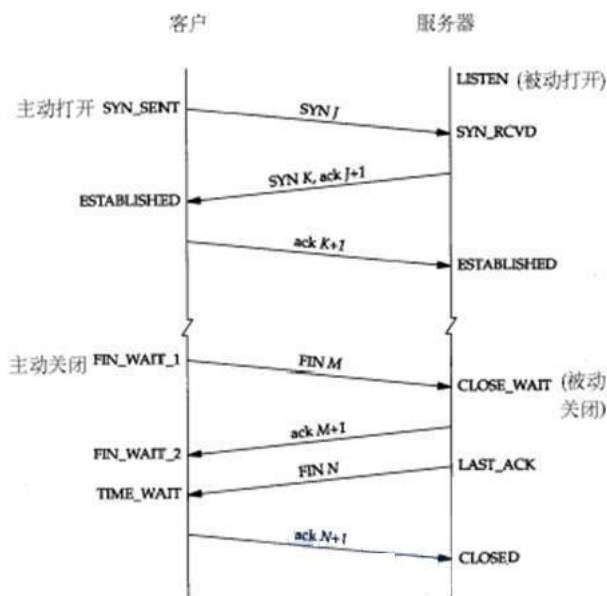 客户 服务器
LISTEN (被动打开)
主动打开 SYN_SENT
SYN J
SYN_RCVD
SYN K, ack J+1
ESTABLISHED
ack K+1
ESTABLISHED
主动关闭 FIN_WAIT_1
FIN M
CLOSE_WAIT (被动
关闭)
ack M+1
FIN_WAIT_2
FIN N
LAST_ACK
TIME_WAIT
ack N+1
CLOSED